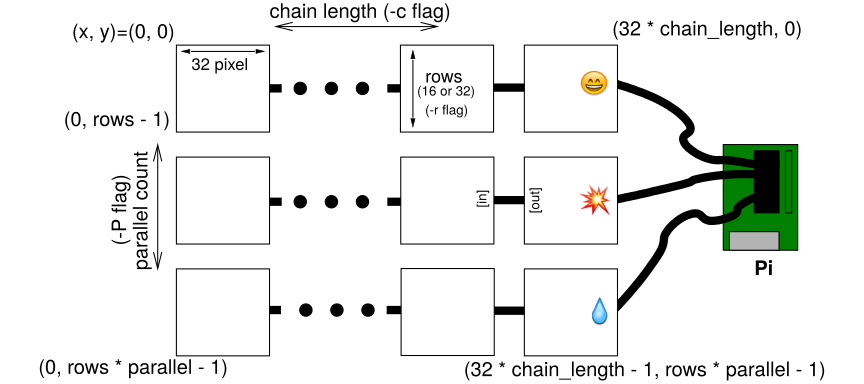 chain length (-c flag)
(x, y)=(0, 0)
(32 * chain_length, 0)
32 pixel
rows
(16 or 32)
(-r flag)
(0, rows - 1)
(-P flag)
parallel count
[in]
[out]
Pi
(0, rows * parallel - 1)
(32 * chain_length - 1, rows * parallel - 1)